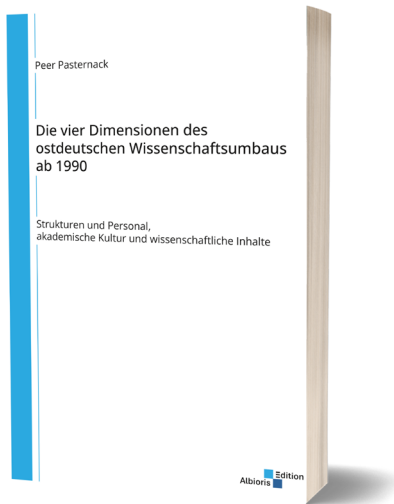 Peer Pasternack
Die vier Dimensionen des
ostdeutschen Wissenschaftsumbaus
ab 1990
Strukturen und Personal,
akademische Kultur und wissenschaftliche Inhalte
Edition
Albioris